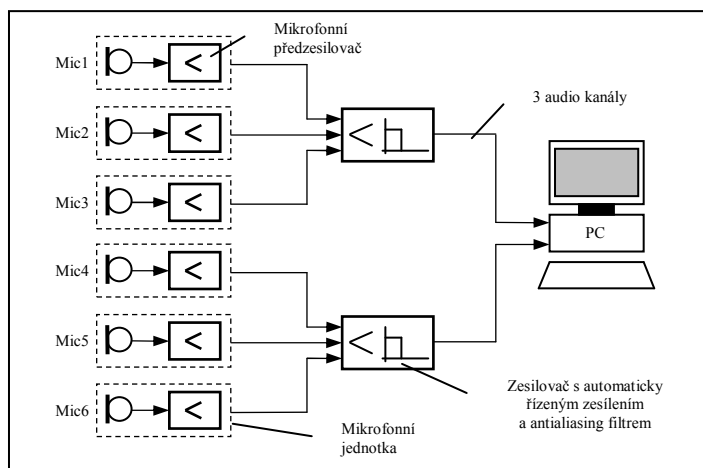 Mikrofonní
předzesilovač
Mic1
3 audio kanály
Mic2
Mic3
PC
Mic4
Mic5
Zesilovač s automaticky
řízeným zesílením
a antialiasing filtrem
Mic6
Mikrofonní
jednotka